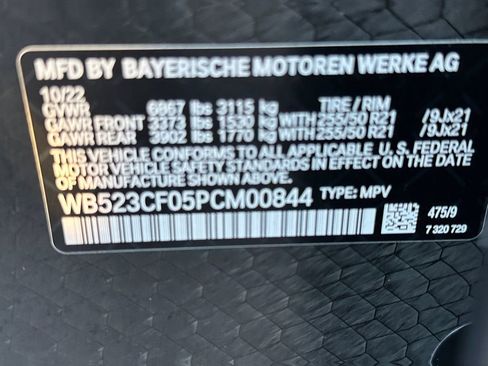 MFD BY BAYERISCHE MOTOREN WERKE AG
10/22 TIRE / RIM
GVWR 6867 lbs 3115 kg
GAWR FRONT 3373 lbs 1530 kg WITH 255/50 R21 /9Jx21
GAWR REAR 3902 lbs 1770 kg WITH 255/50 R21 /9Jx21
THIS VEHICLE CONFORMS TO ALL APPLICABLE U.S. FEDERAL
MOTOR VEHICLE SAFETY STANDARDS IN EFFECT ON THE
DATE OF MANUFACTURE SHOWN ABOVE.
WB523CF05PCM00844 TYPE: MPV
475/9
7 320 729